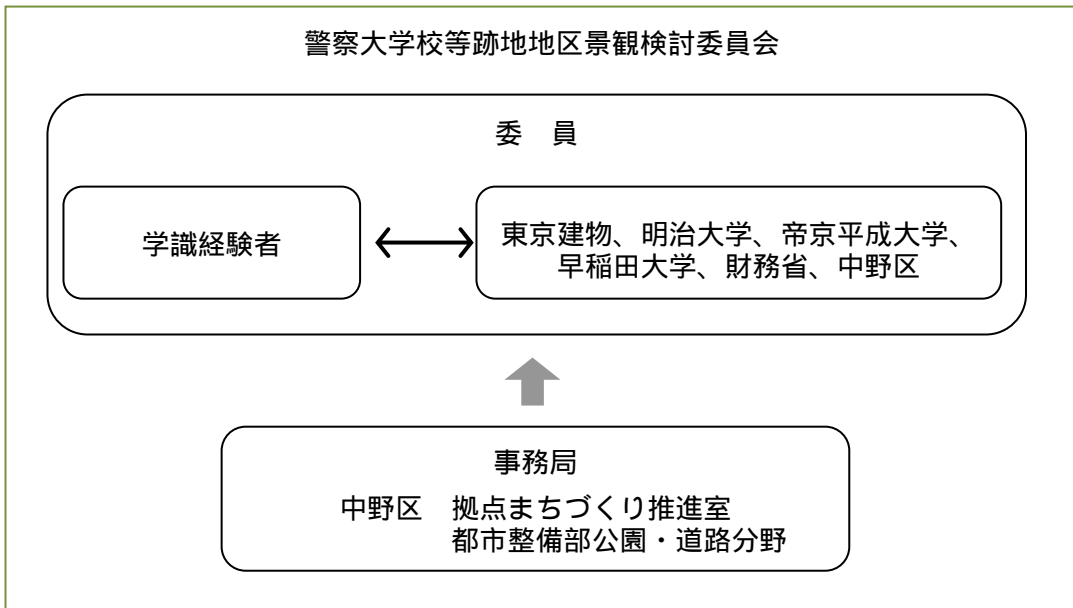 警察大学校等跡地地区景観検討委員会
委　員
学識経験者
東京建物、明治大学、帝京平成大学、
早稲田大学、財務省、中野区
事務局
中野区　拠点まちづくり推進室
都市整備部公園・道路分野